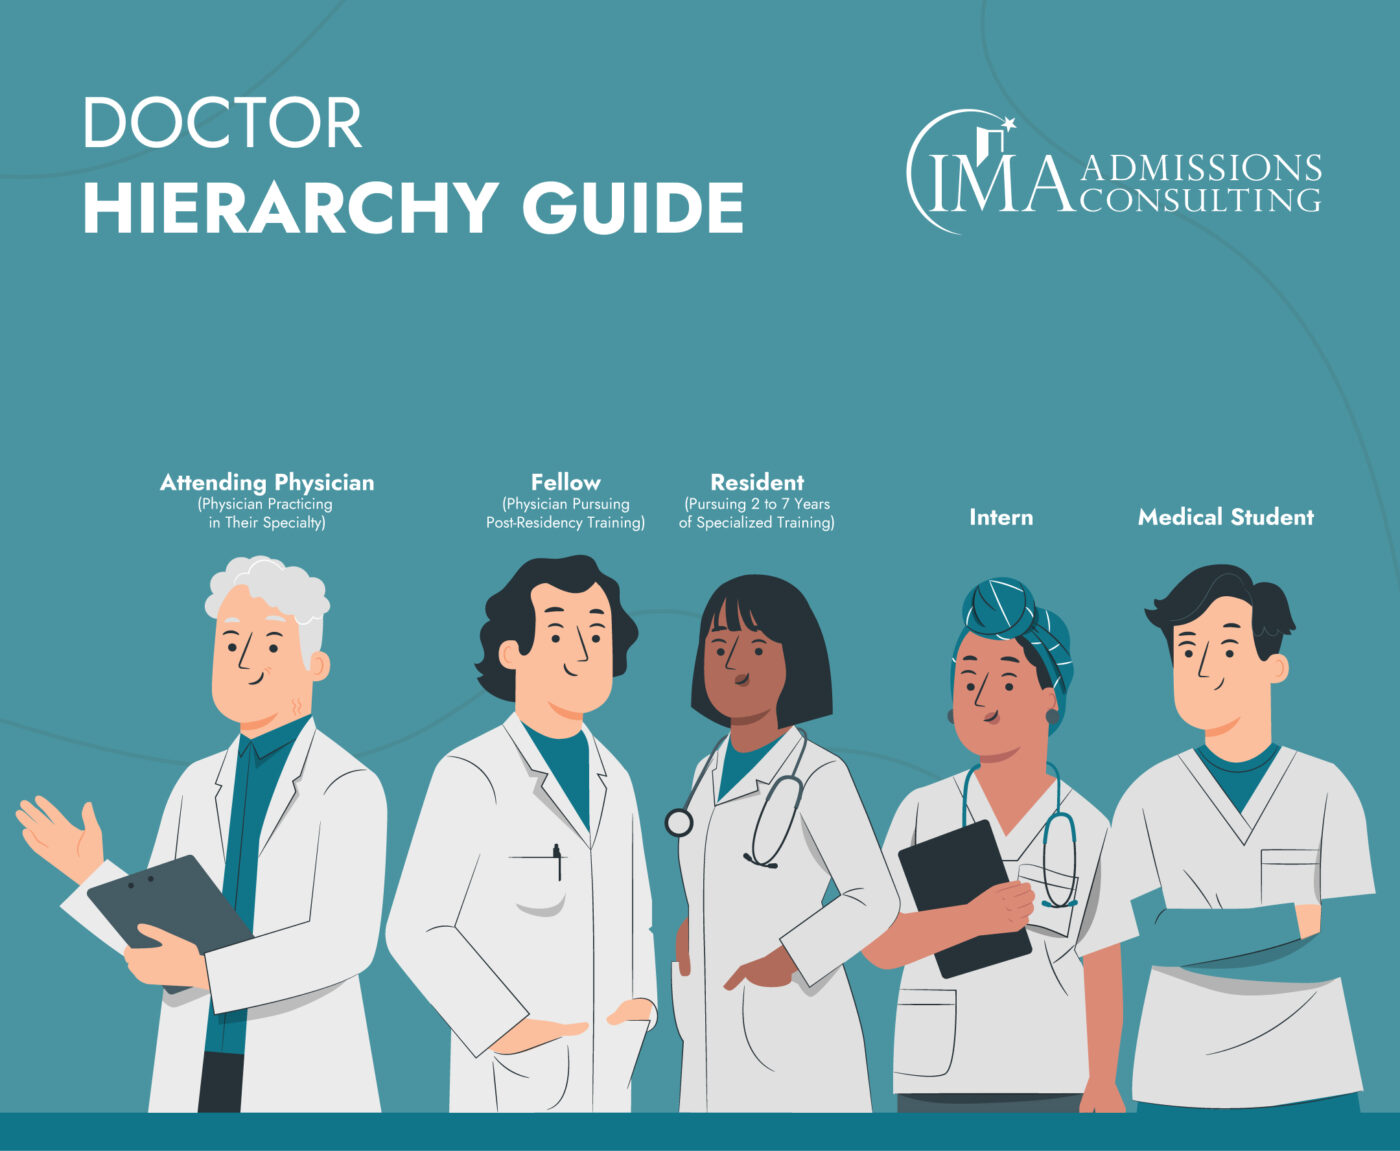 DOCTOR
HIERARCHY GUIDE
IMA ADMISSIONS
CONSULTING
Attending Physician
(Physician Practicing
in Their Specialty)
Fellow
(Physician Pursuing
Post-Residency Training)
Resident
(Pursuing 2 to 7 Years
of Specialized Training)
Intern
Medical Student